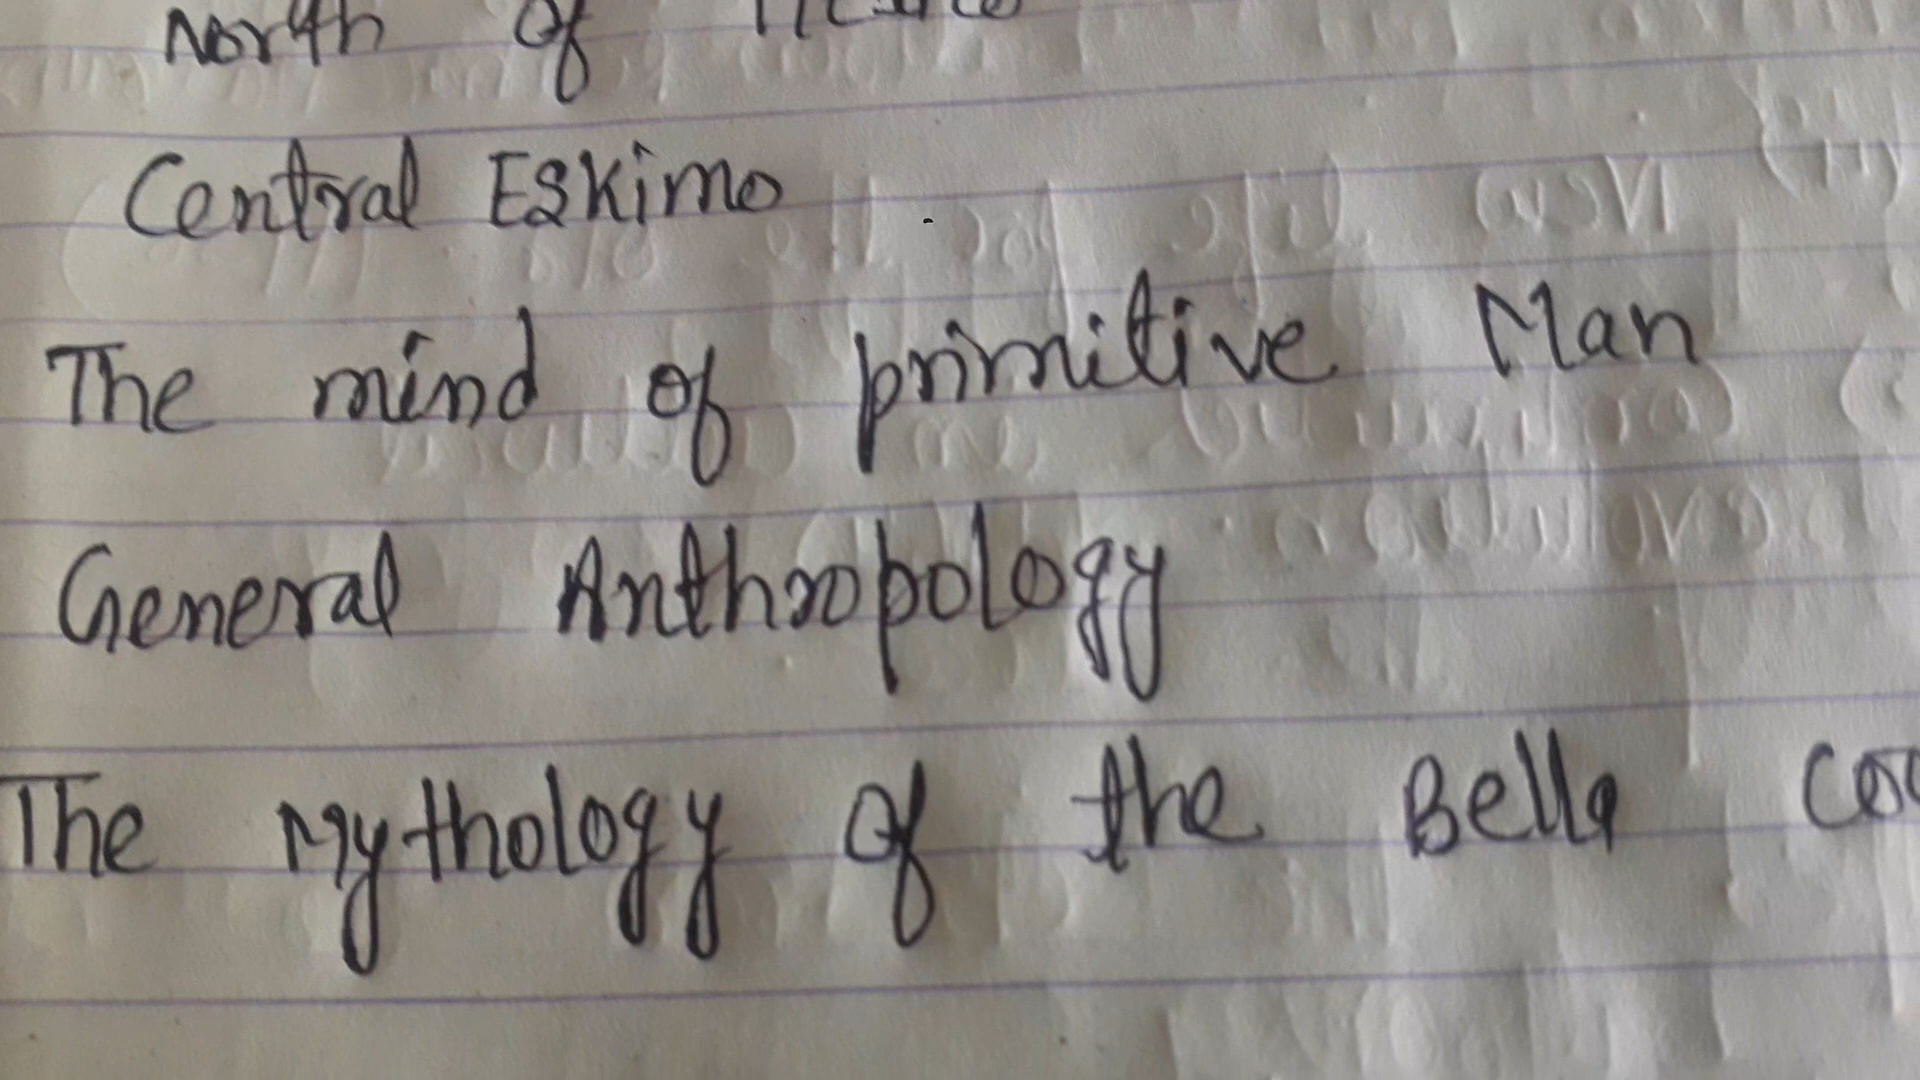 North of
Central Eskimo
The mind of primitive Man
General Anthropology
The Mythology of the Bella